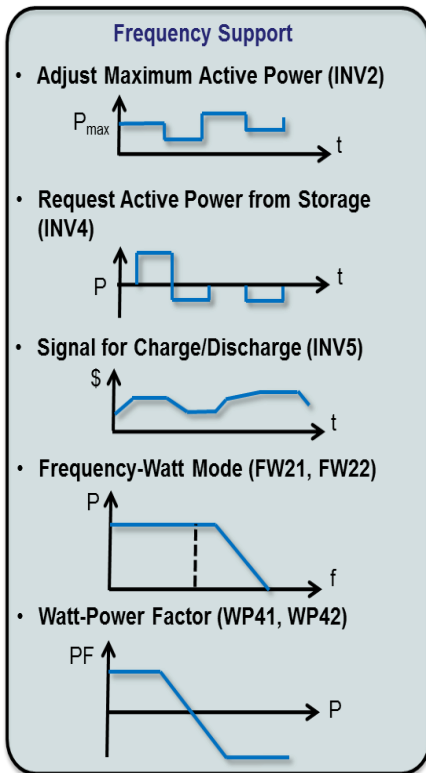 Frequency Support
• Adjust Maximum Active Power (INV2)
Pmax
t
• Request Active Power from Storage
(INV4)
t
P
• Signal for Charge/Discharge (INV5)
$
t
• Frequency-Watt Mode (FW21, FW22)
P
f
• Watt-Power Factor (WP41, WP42)
PF
P